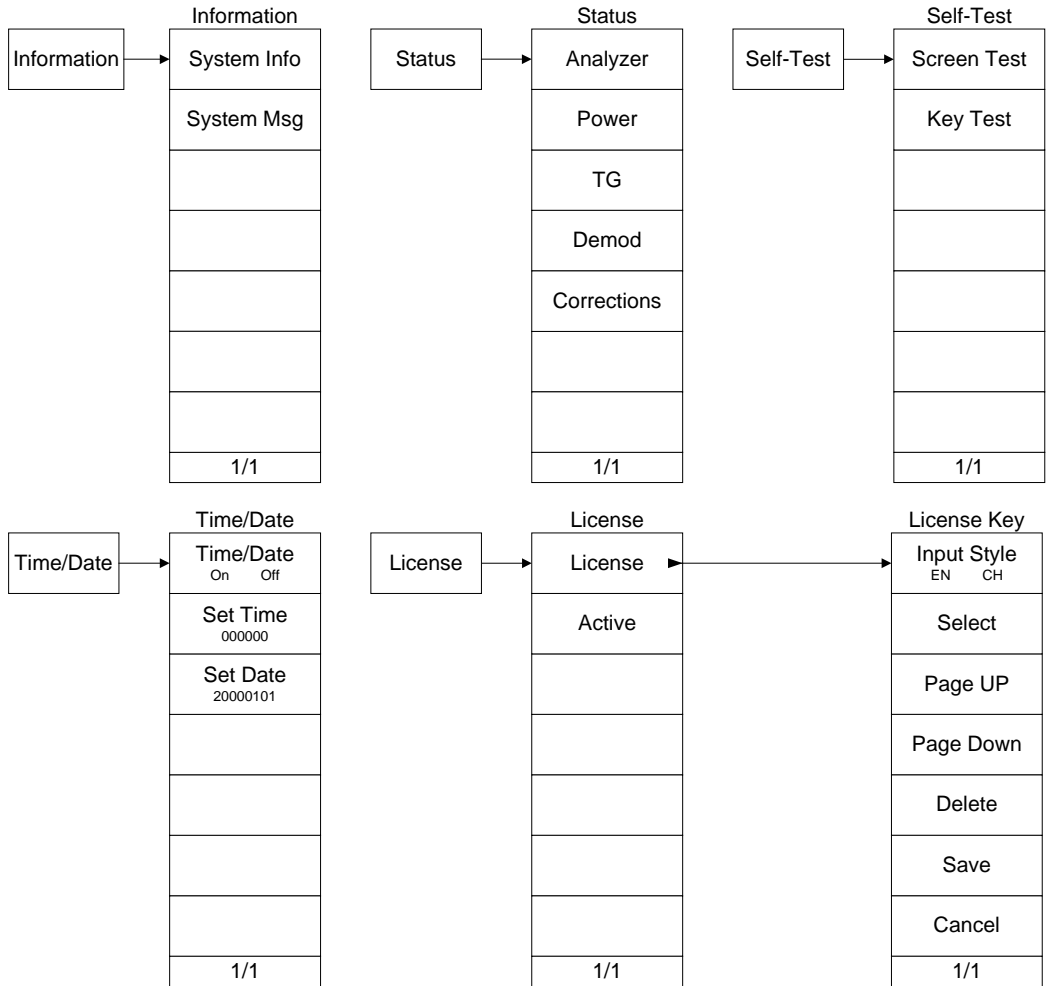 Information
Information
System Info
System Msg
1/1
Status
Status
Analyzer
Power
TG
Demod
Corrections
1/1
Self-Test
Self-Test
Screen Test
Key Test
1/1
Time/Date
Time/Date
Time/Date
On Off
Set Time
000000
Set Date
20000101
1/1
License
License
License
Active
1/1
License Key
Input Style
EN CH
Select
Page UP
Page Down
Delete
Save
Cancel
1/1